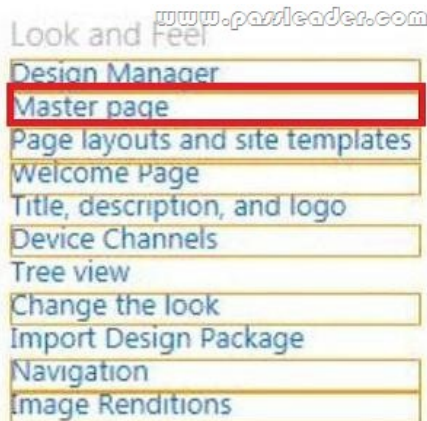 www.passleader.com
Look and Feel
Design Manager
Master page
Page layouts and site templates
Welcome Page
Title, description, and logo
Device Channels
Tree view
Change the look
Import Design Package
Navigation
Image Renditions